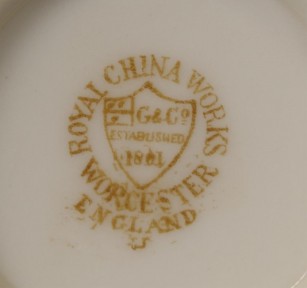 ROYAL CHINA WORKS
G&Co
ESTABLISHED
1801
WORCESTER
ENGLAND